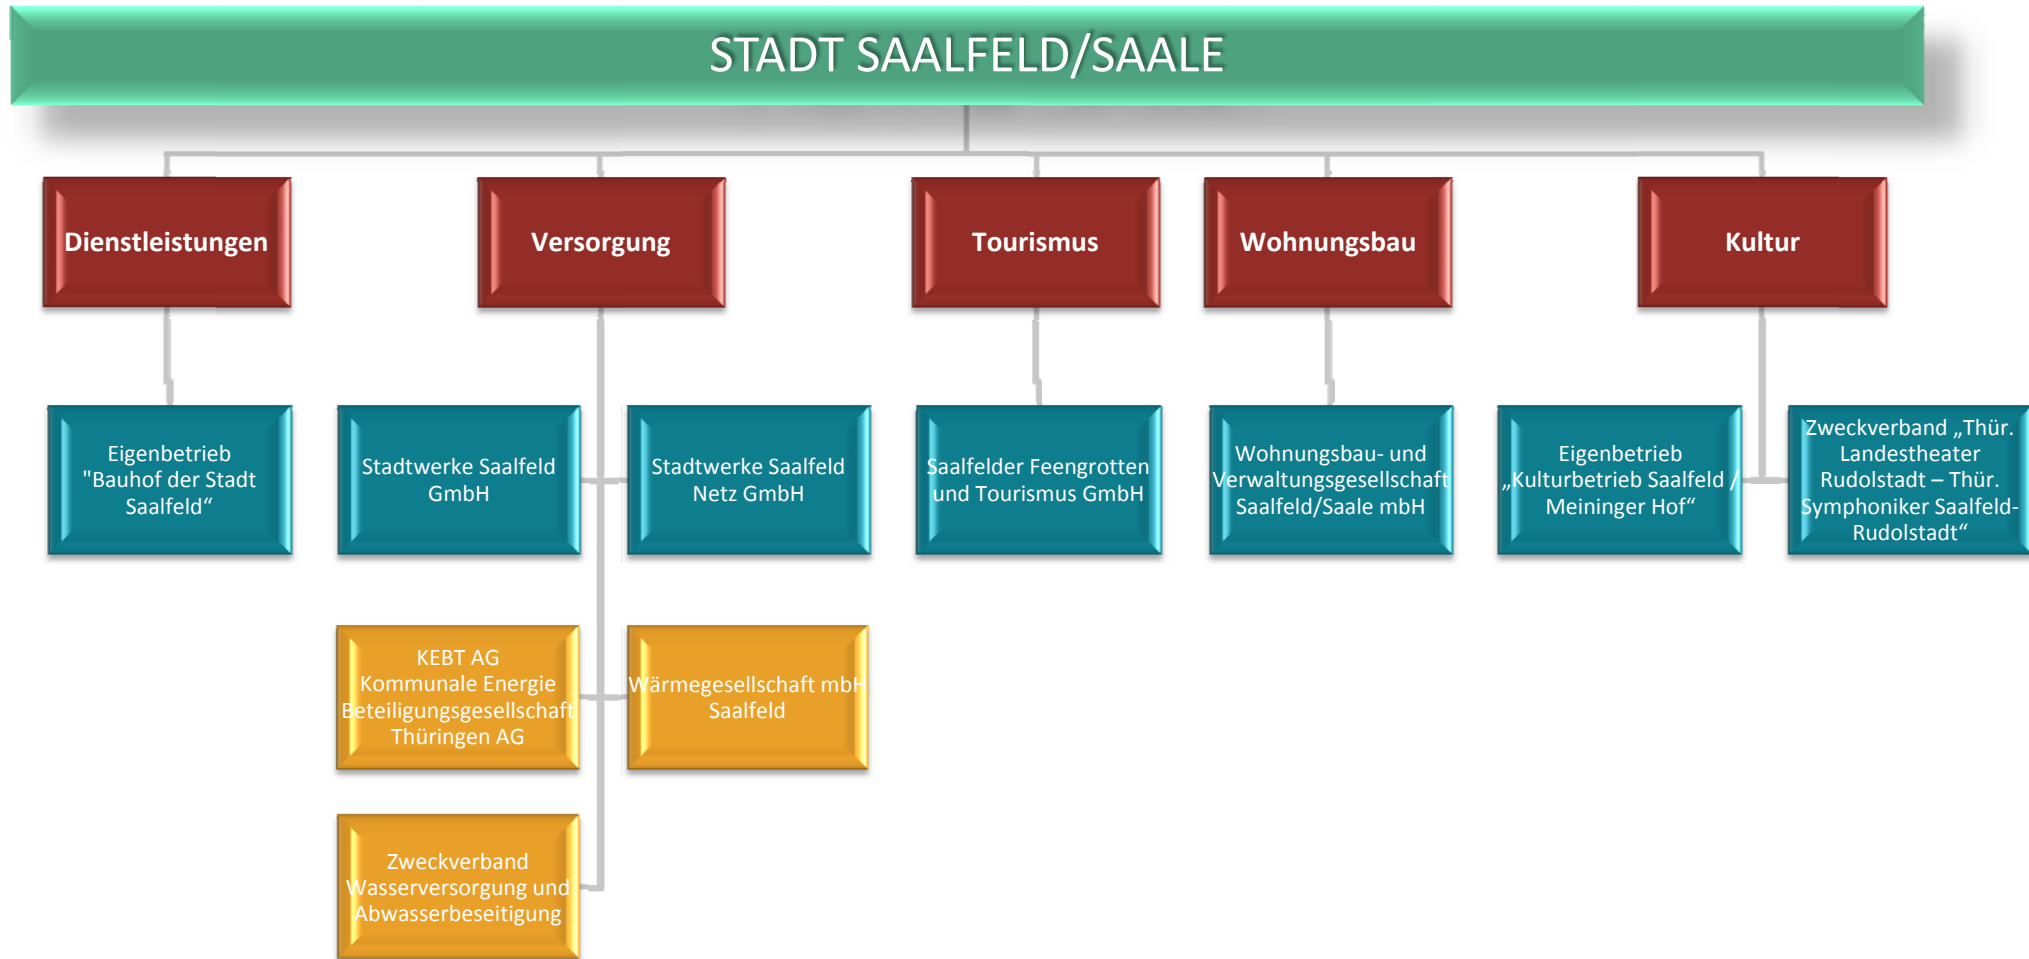 STADT SAALFELD/SAALE
Dienstleistungen
Versorgung
Tourismus
Wohnungsbau
Kultur
Eigenbetrieb
"Bauhof der Stadt
Saalfeld“
Stadtwerke Saalfeld
GmbH
Stadtwerke Saalfeld
Netz GmbH
Saalfelder Feengrotten
und Tourismus GmbH
Wohnungsbau- und
Verwaltungsgesellschaft
Saalfeld/Saale mbH
Eigenbetrieb
„Kulturbetrieb Saalfeld /
Meininger Hof“
Zweckverband „Thür.
Landestheater
Rudolstadt – Thür.
Symphoniker Saalfeld-
Rudolstadt“
KEBT AG
Kommunale Energie
Beteiligungsgesellschaft
Thüringen AG
Wärmegesellschaft mbH
Saalfeld
Zweckverband
Wasserversorgung und
Abwasserbeseitigung